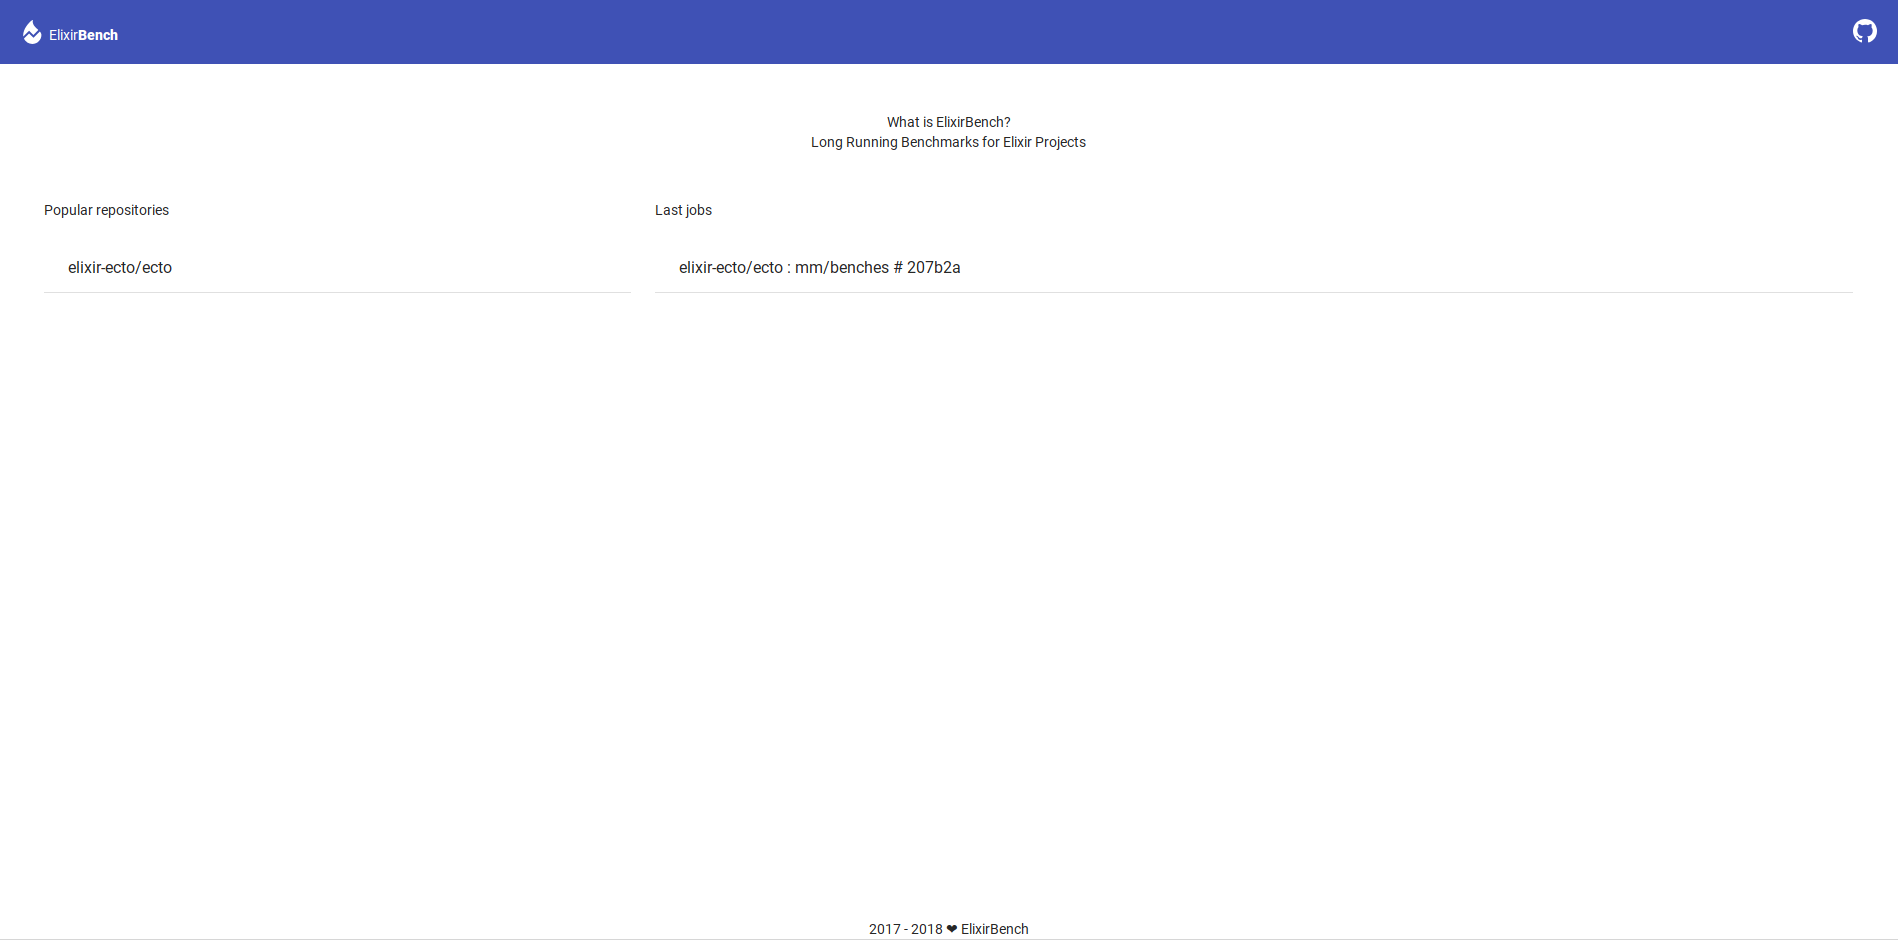 ElixirBench
What is ElixirBench?
Long Running Benchmarks for Elixir Projects
Popular repositories
elixir-ecto/ecto
Last jobs
elixir-ecto/ecto : mm/benches # 207b2a
2017 - 2018 ❤ ElixirBench